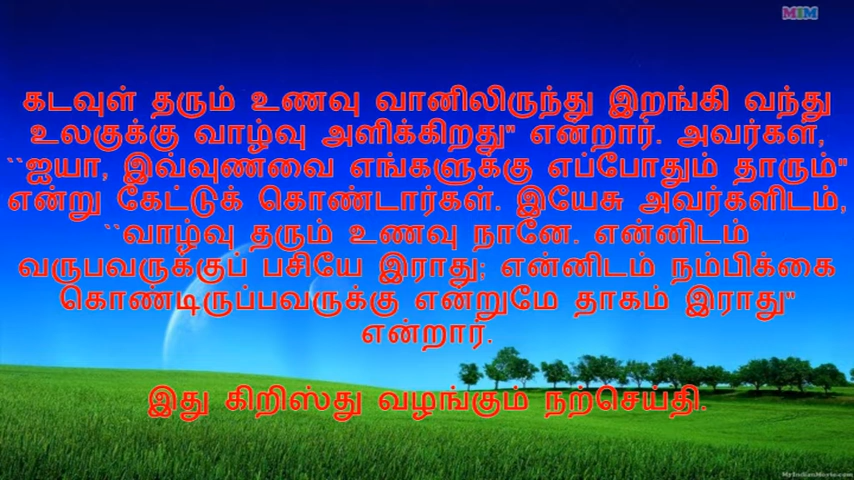 MIM
கடவுள் தரும் உணவு வானிலிருந்து இறங்கி வந்து
உலகுக்கு வாழ்வு அளிக்கிறது" என்றார். அவர்கள்,
``ஐயா, இவ்வுணவை எங்களுக்கு எப்போதும் தாரும்"
என்று கேட்டுக் கொண்டார்கள். இயேசு அவர்களிடம்,
``வாழ்வு தரும் உணவு நானே. என்னிடம்
வருபவருக்குப் பசியே இராது; என்னிடம் நம்பிக்கை
கொண்டிருப்பவருக்கு என்றுமே தாகம் இராது"
என்றார்.
இது கிறிஸ்து வழங்கும் நற்செய்தி.